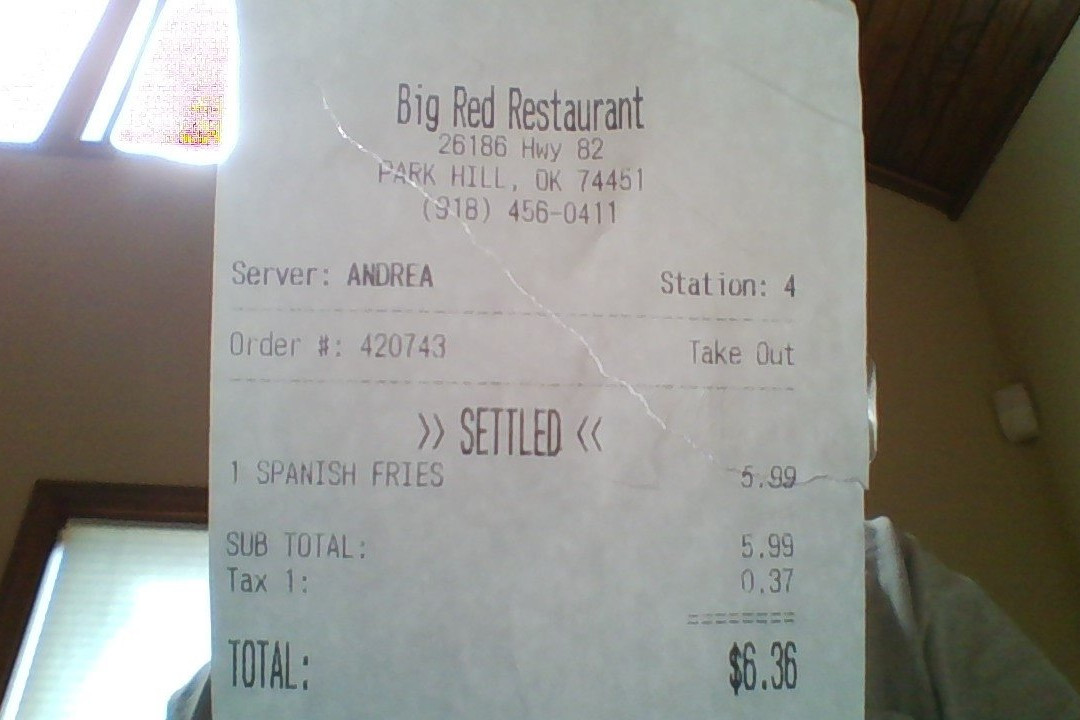 Big Red Restaurant
26186 Hwy 82
PARK HILL, OK 74451
(918) 456-0411
Server: ANDREA Station: 4
Order #: 420743 Take Out
>> SETTLED <<
1 SPANISH FRIES 5.99
SUB TOTAL: 5.99
Tax 1: 0.37
========
TOTAL: $6.36